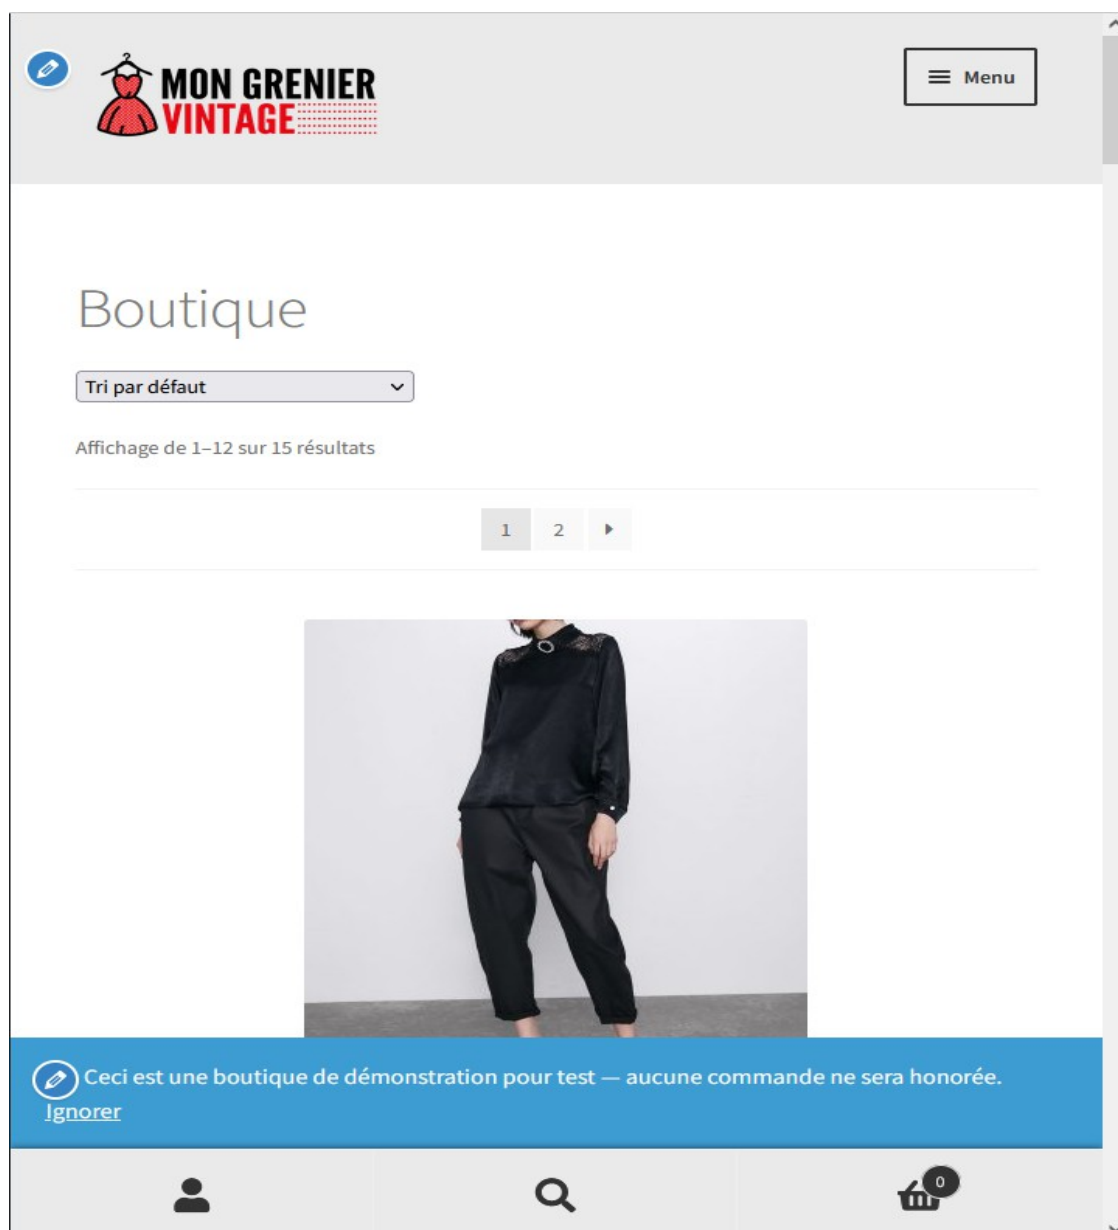 MON GRENIER
VINTAGE
Menu
Boutique
Tri par défaut
Affichage de 1–12 sur 15 résultats
1 2
Ceci est une boutique de démonstration pour test — aucune commande ne sera honorée.
Ignorer
0